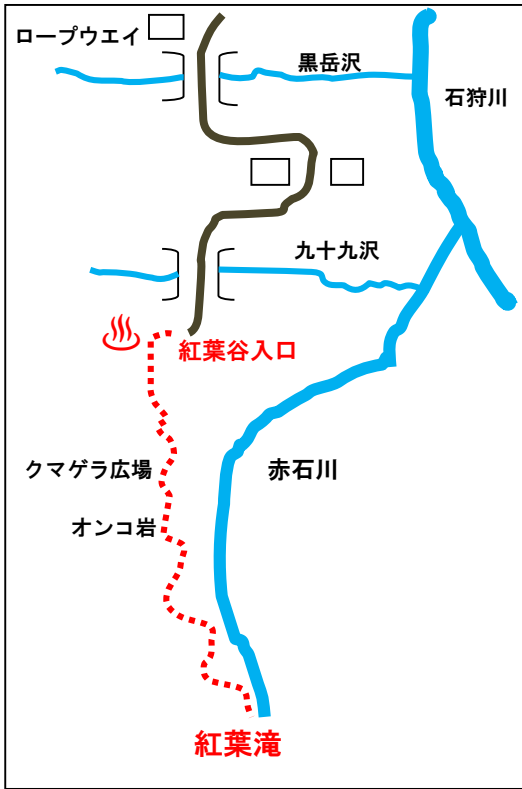 ロープウエイ
黒岳沢
石狩川
九十九沢
紅葉谷入口
クマゲラ広場
赤石川
オンコ岩
紅葉滝